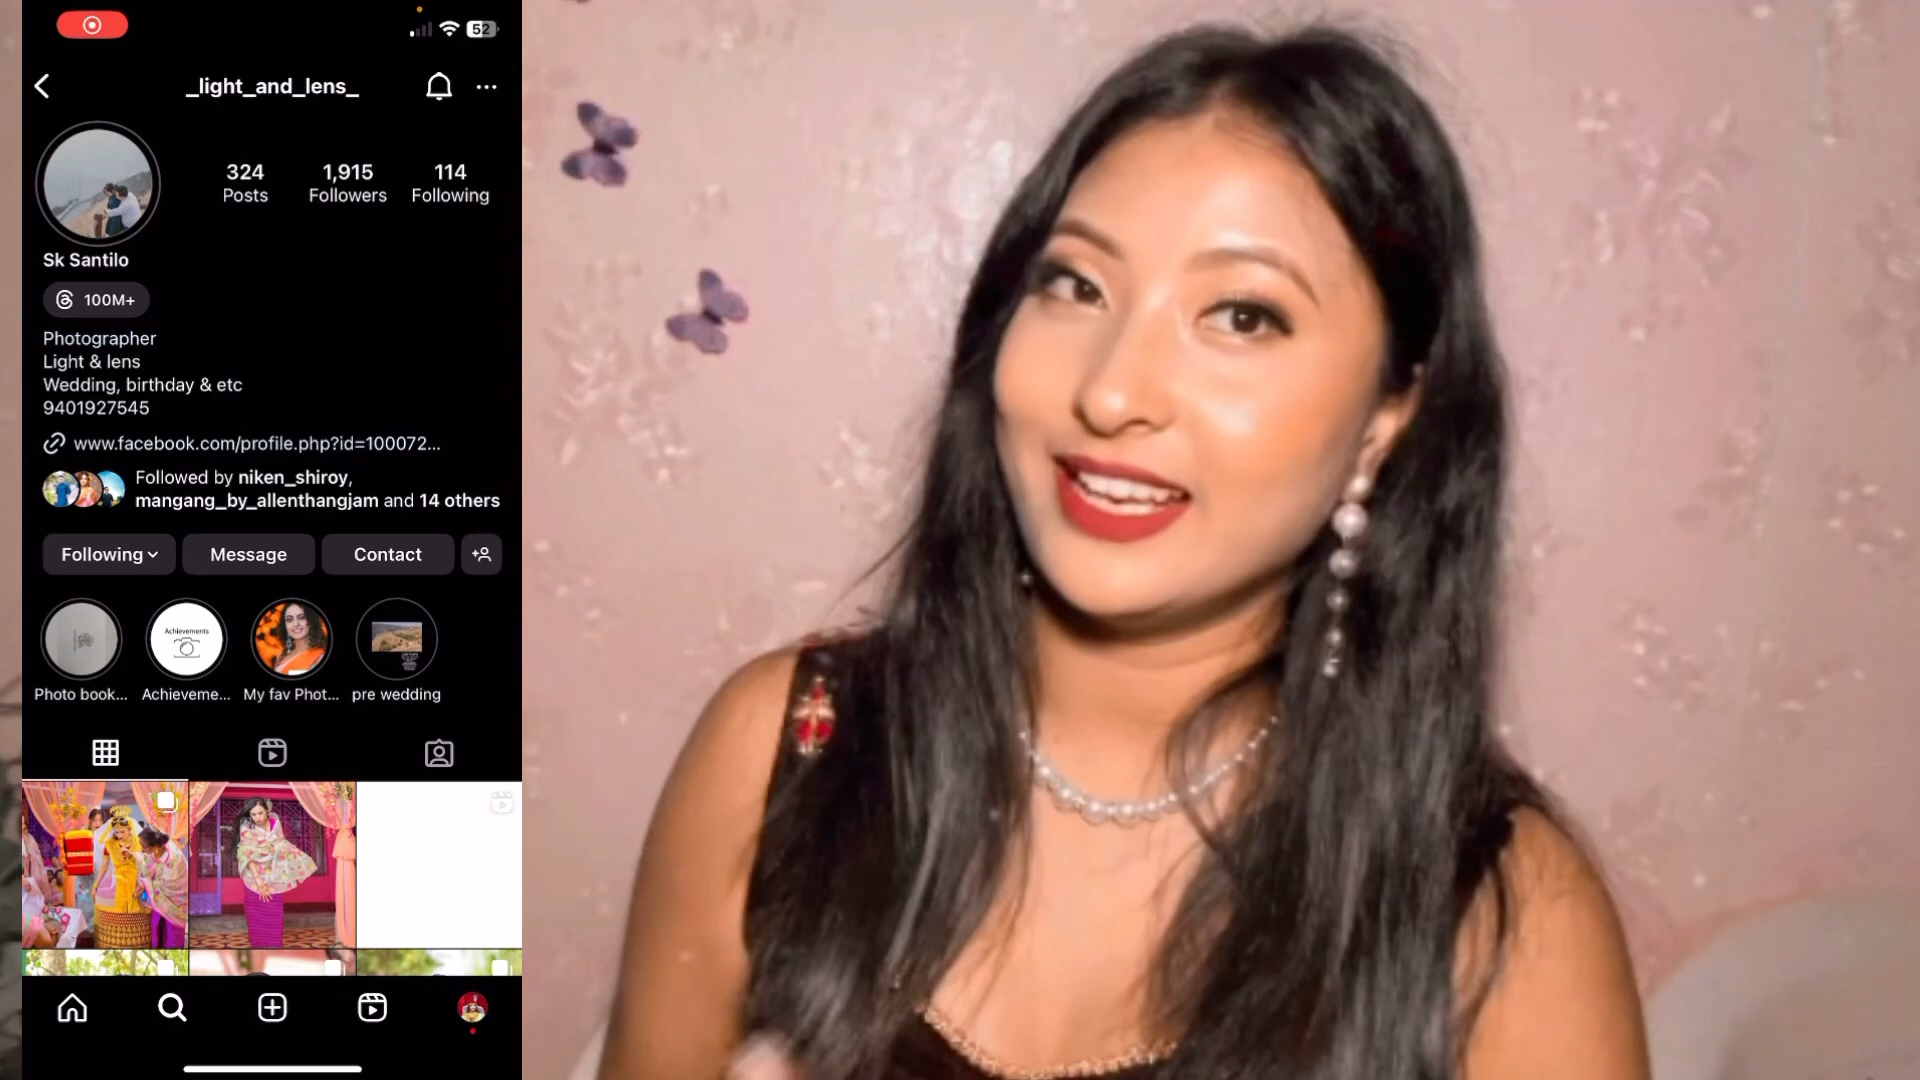 52
_light_and_lens_
324
Posts
1,915
Followers
114
Following
Sk Santilo
100M+
Photographer
Light & lens
Wedding, birthday & etc
9401927545
www.facebook.com/profile.php?id=100072...
Followed by niken_shiroy,
mangang_by_allenthangjam and 14 others
Following
Message
Contact
Achievements
Photo book...
Achieveme...
My fav Phot...
pre wedding